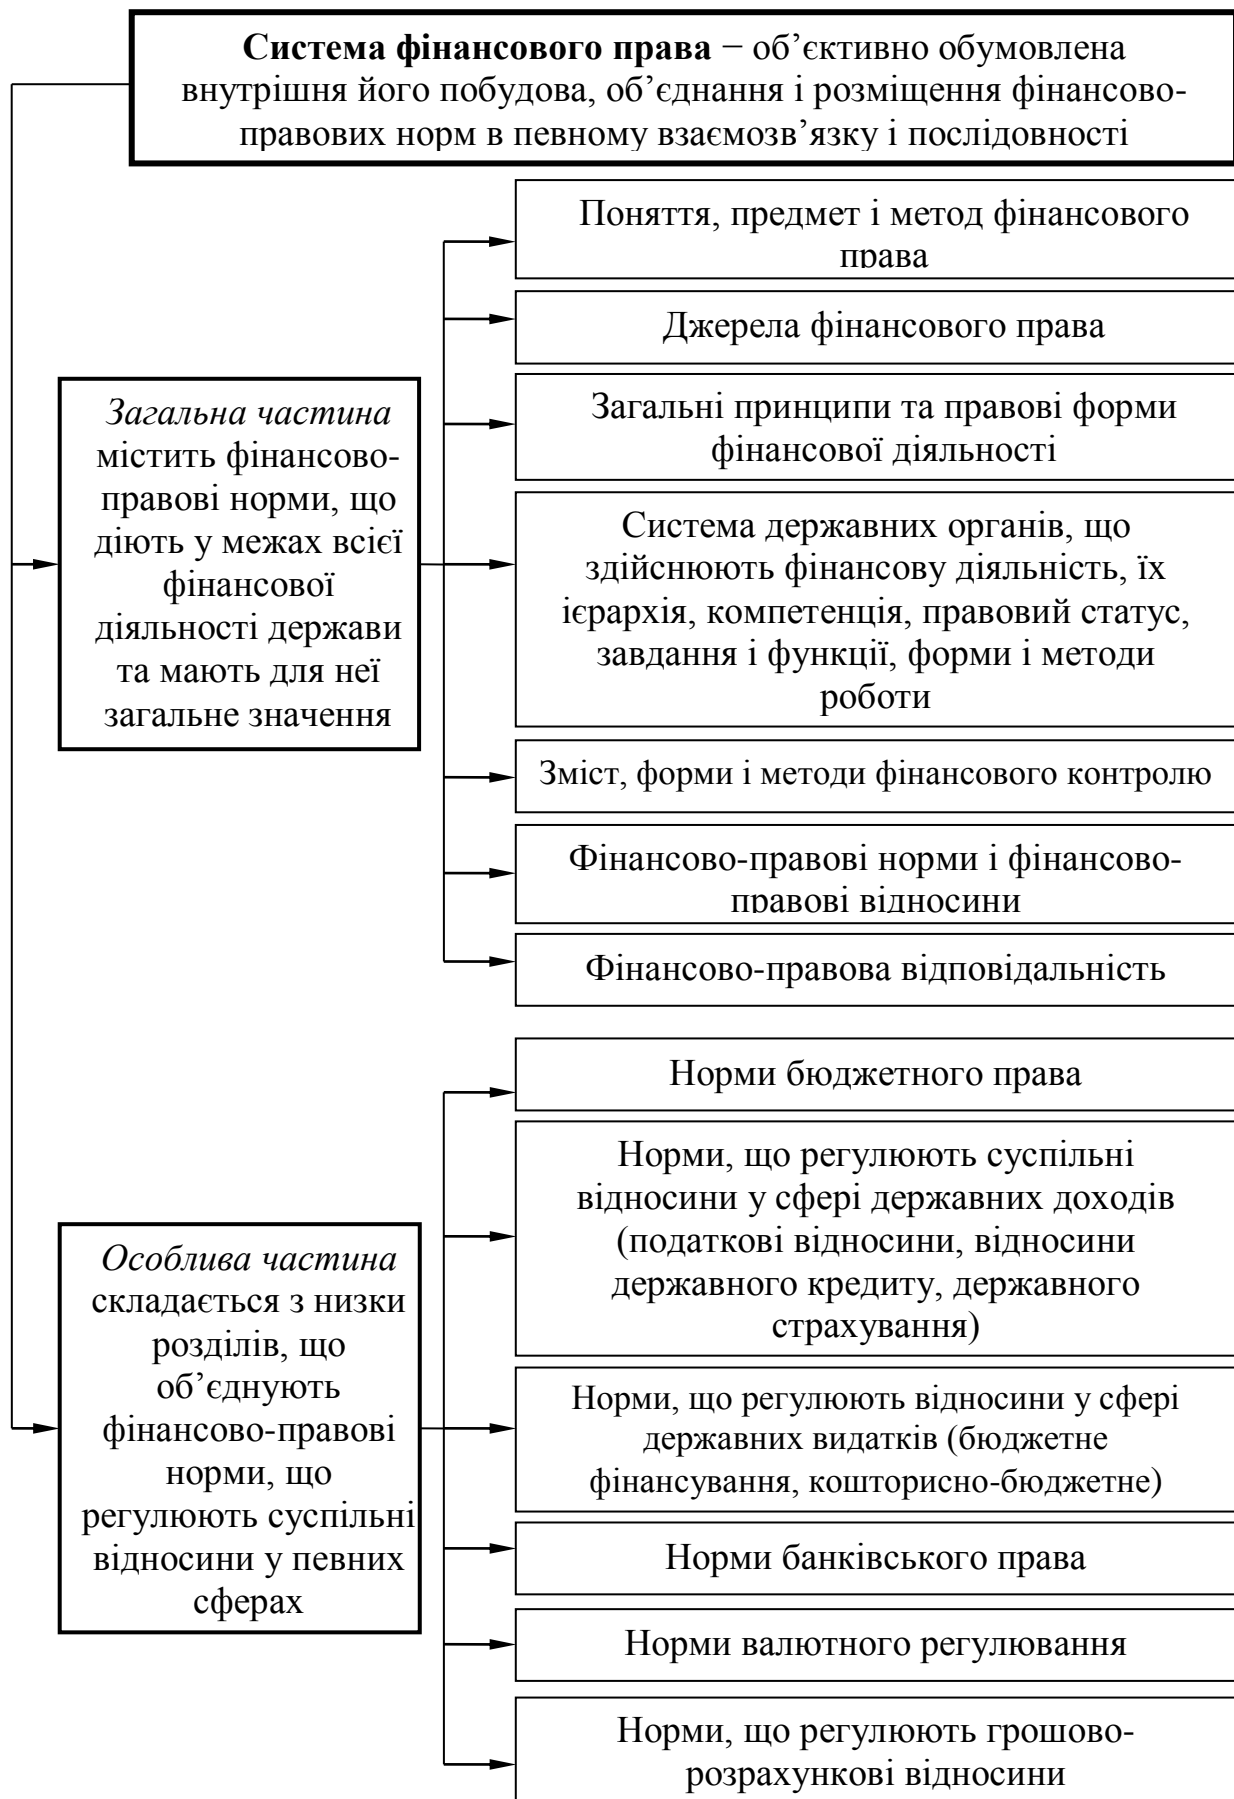 Система фінансового права − об’єктивно обумовлена
внутрішня його побудова, об’єднання і розміщення фінансово-
правових норм в певному взаємозв’язку і послідовності
Загальна частина
містить фінансово-
правові норми, що
діють у межах всієї
фінансової
діяльності держави
та мають для неї
загальне значення
Поняття, предмет і метод фінансового
права
Джерела фінансового права
Загальні принципи та правові форми
фінансової діяльності
Система державних органів, що
здійснюють фінансову діяльність, їх
ієрархія, компетенція, правовий статус,
завдання і функції, форми і методи
роботи
Зміст, форми і методи фінансового контролю
Фінансово-правові норми і фінансово-
правові відносини
Фінансово-правова відповідальність
Особлива частина
складається з низки
розділів, що
об’єднують
фінансово-правові
норми, що
регулюють суспільні
відносини у певних
сферах
Норми бюджетного права
Норми, що регулюють суспільні
відносини у сфері державних доходів
(податкові відносини, відносини
державного кредиту, державного
страхування)
Норми, що регулюють відносини у сфері
державних видатків (бюджетне
фінансування, кошторисно-бюджетне)
Норми банківського права
Норми валютного регулювання
Норми, що регулюють грошово-
розрахункові відносини